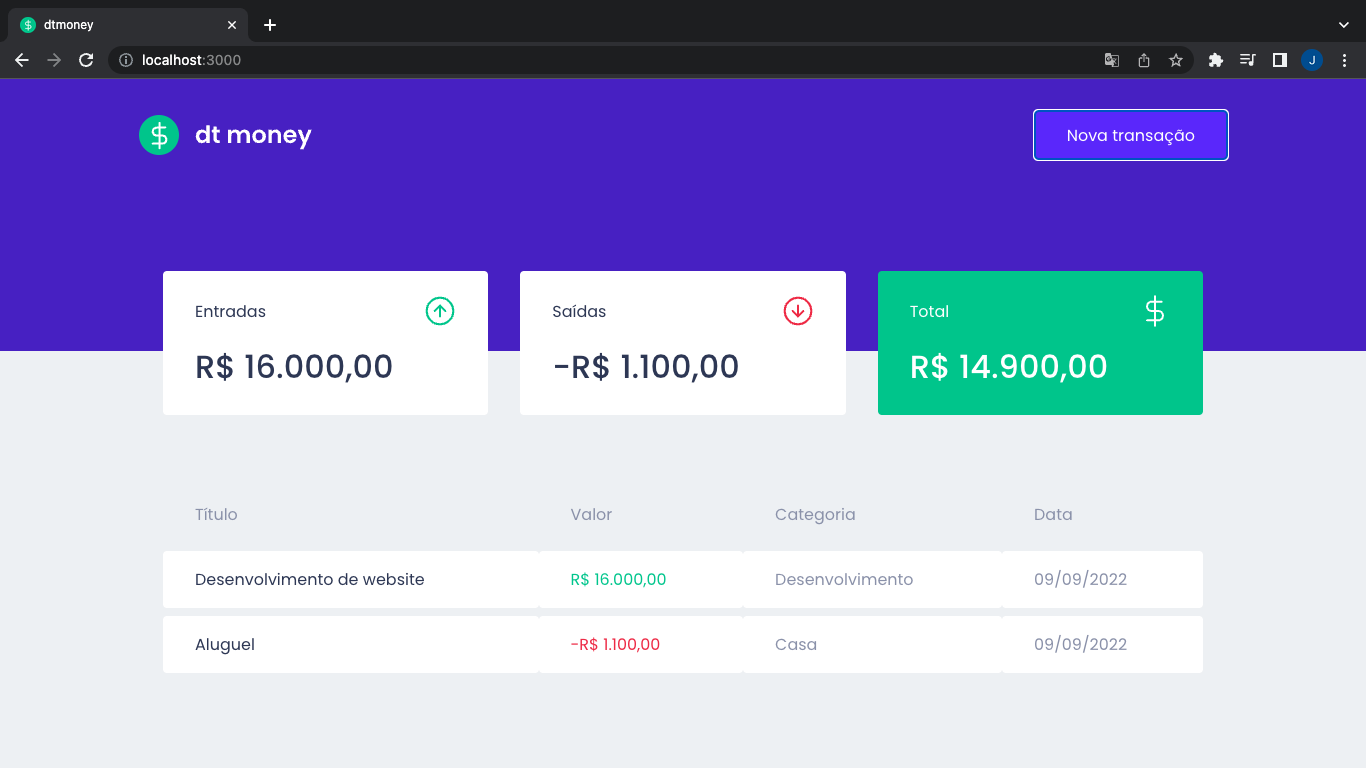 dtmoney
localhost:3000
J
$ dt money
Nova transação
Entradas
R$ 16.000,00
Saídas
-R$ 1.100,00
Total $
R$ 14.900,00
Título Valor Categoria Data
Desenvolvimento de website R$ 16.000,00 Desenvolvimento 09/09/2022
Aluguel -R$ 1.100,00 Casa 09/09/2022